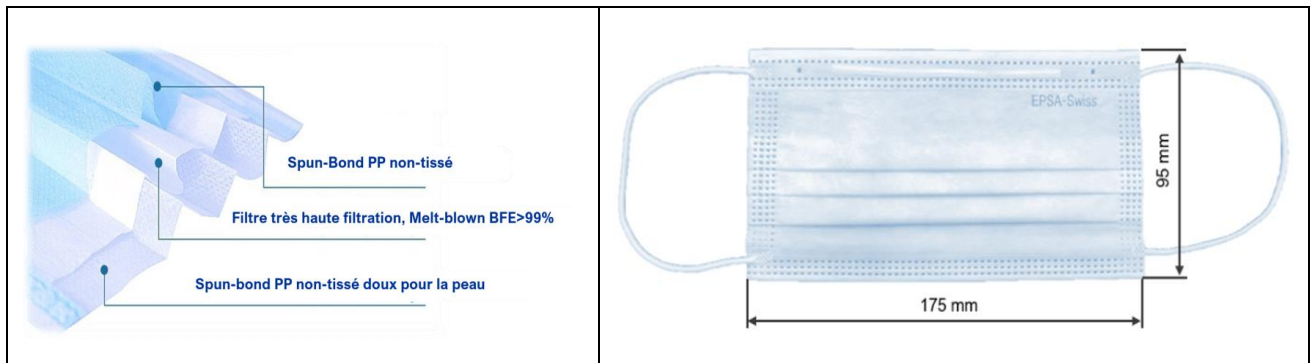 Spun-Bond PP non-tissé
Filtre très haute filtration, Melt-blown BFE>99%
Spun-bond PP non-tissé doux pour la peau
EPSA-Swiss
95 mm
175 mm